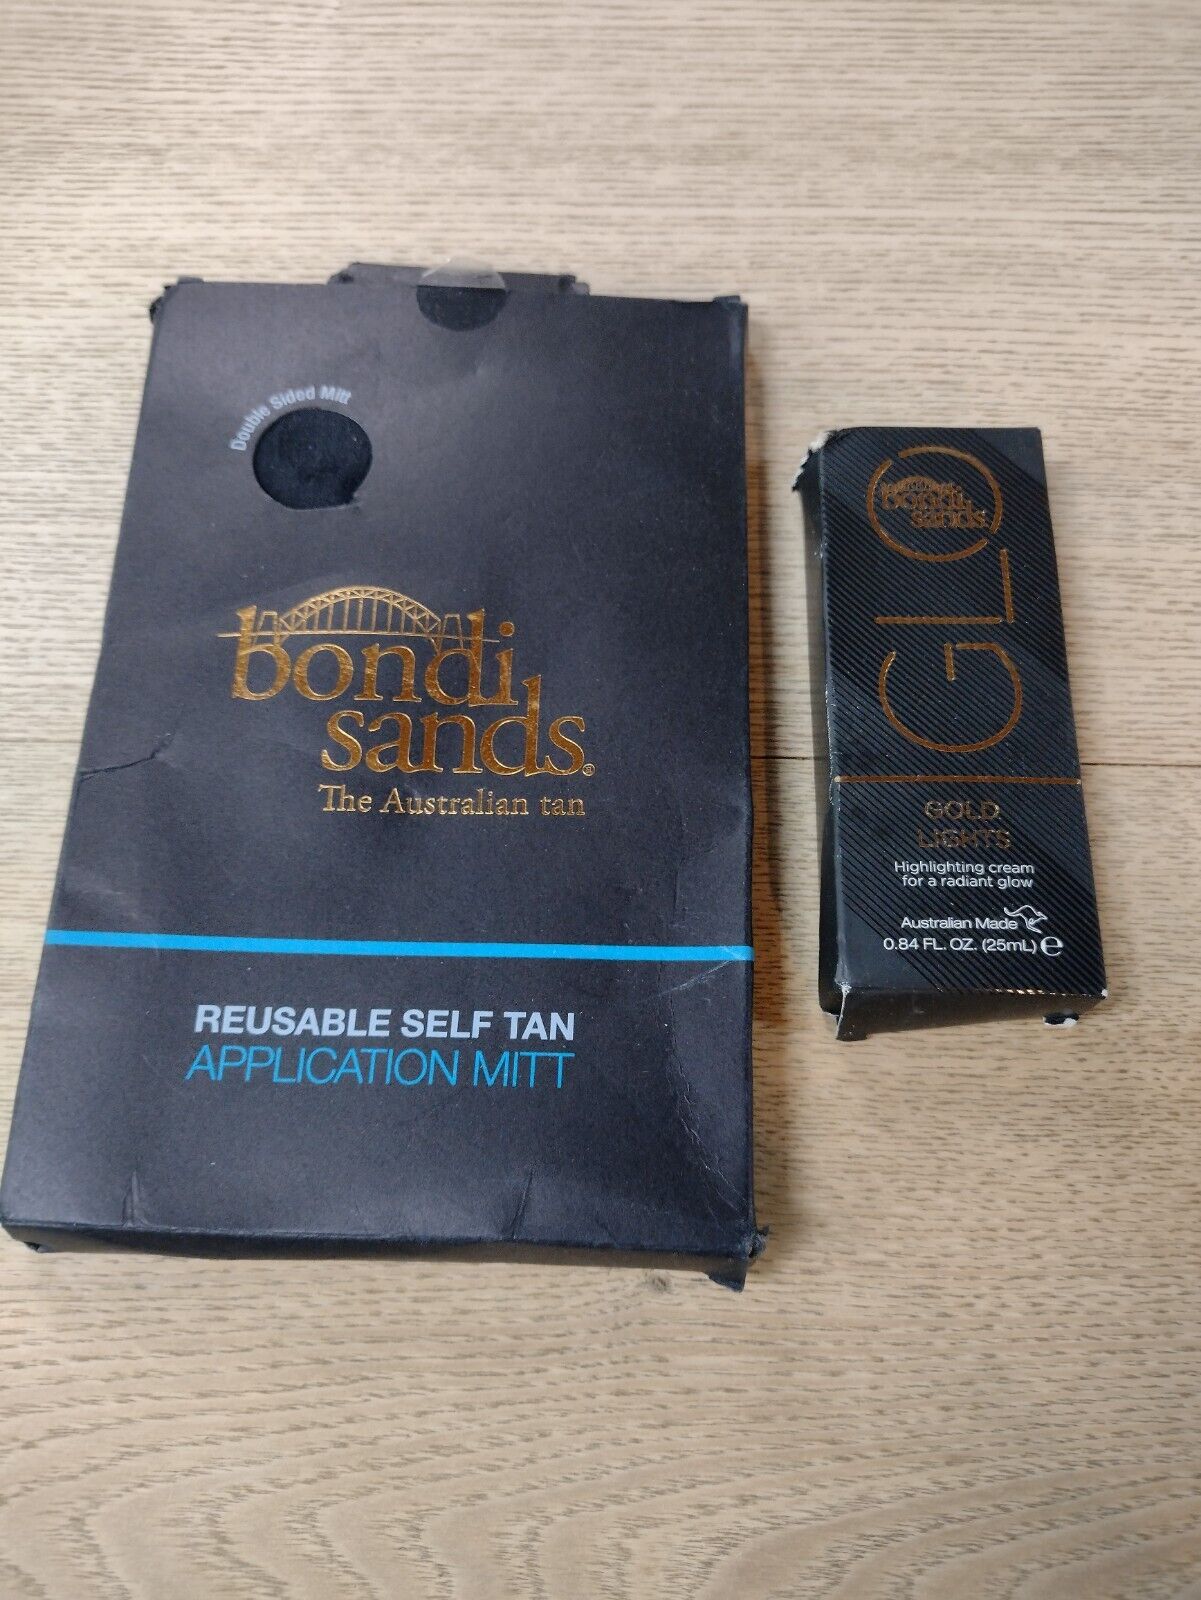 Double Sided Mitt
bondi
sands®
The Australian tan
REUSABLE SELF TAN
APPLICATION MITT
bondi
sands
GLO
GOLD
LIGHTS
Highlighting cream
for a radiant glow
Australian Made
0.84 FL. OZ. (25mL) ℮